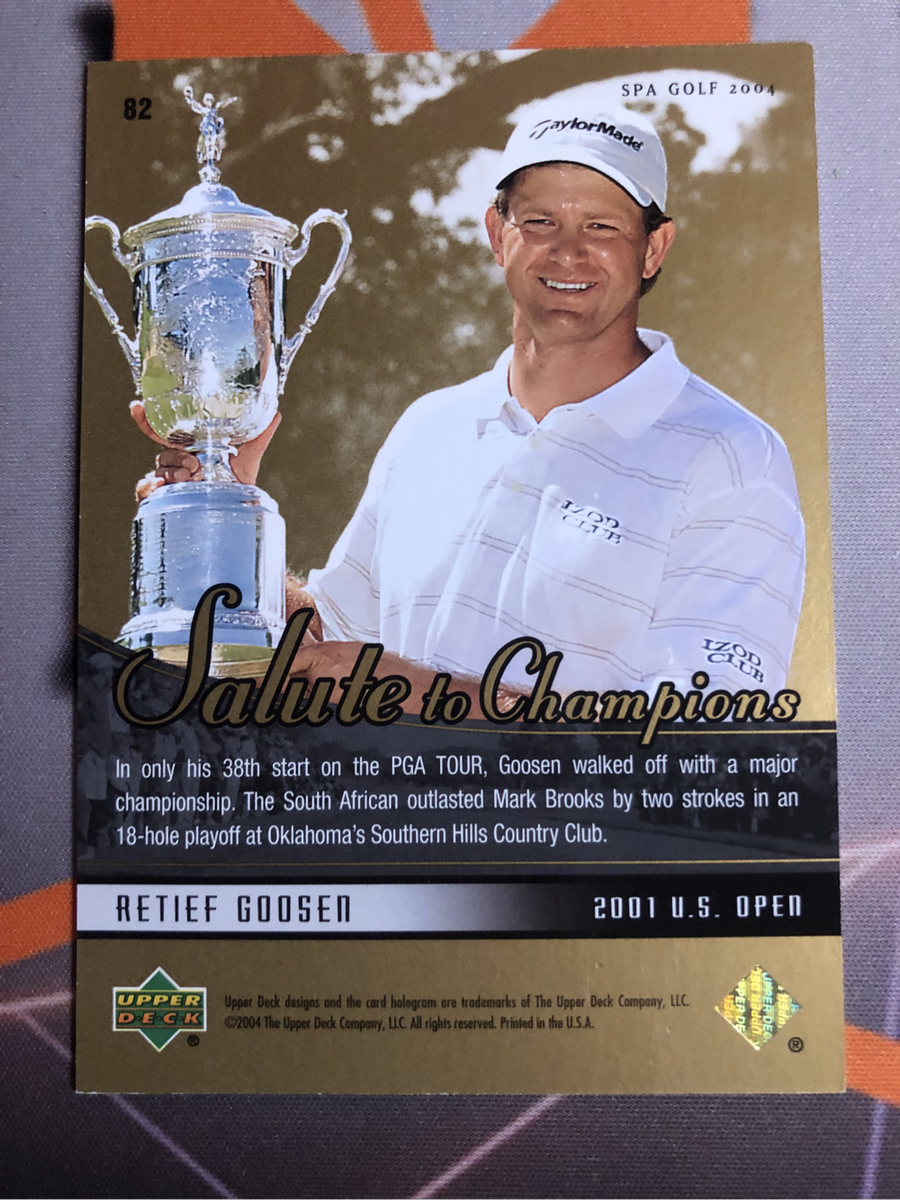 82
SPA GOLF 2004
TaylorMade
IZOD
CLUB
IZOD
CLUB
Salute to Champions
In only his 38th start on the PGA TOUR, Goosen walked off with a major
championship. The South African outlasted Mark Brooks by two strokes in an
18-hole playoff at Oklahoma's Southern Hills Country Club.
RETIEF GOOSEN
2001 U.S. OPEN
UPPER
DECK
®
Upper Deck designs and the card hologram are trademarks of The Upper Deck Company, LLC.
©2004 The Upper Deck Company, LLC. All rights reserved. Printed in the U.S.A.
®